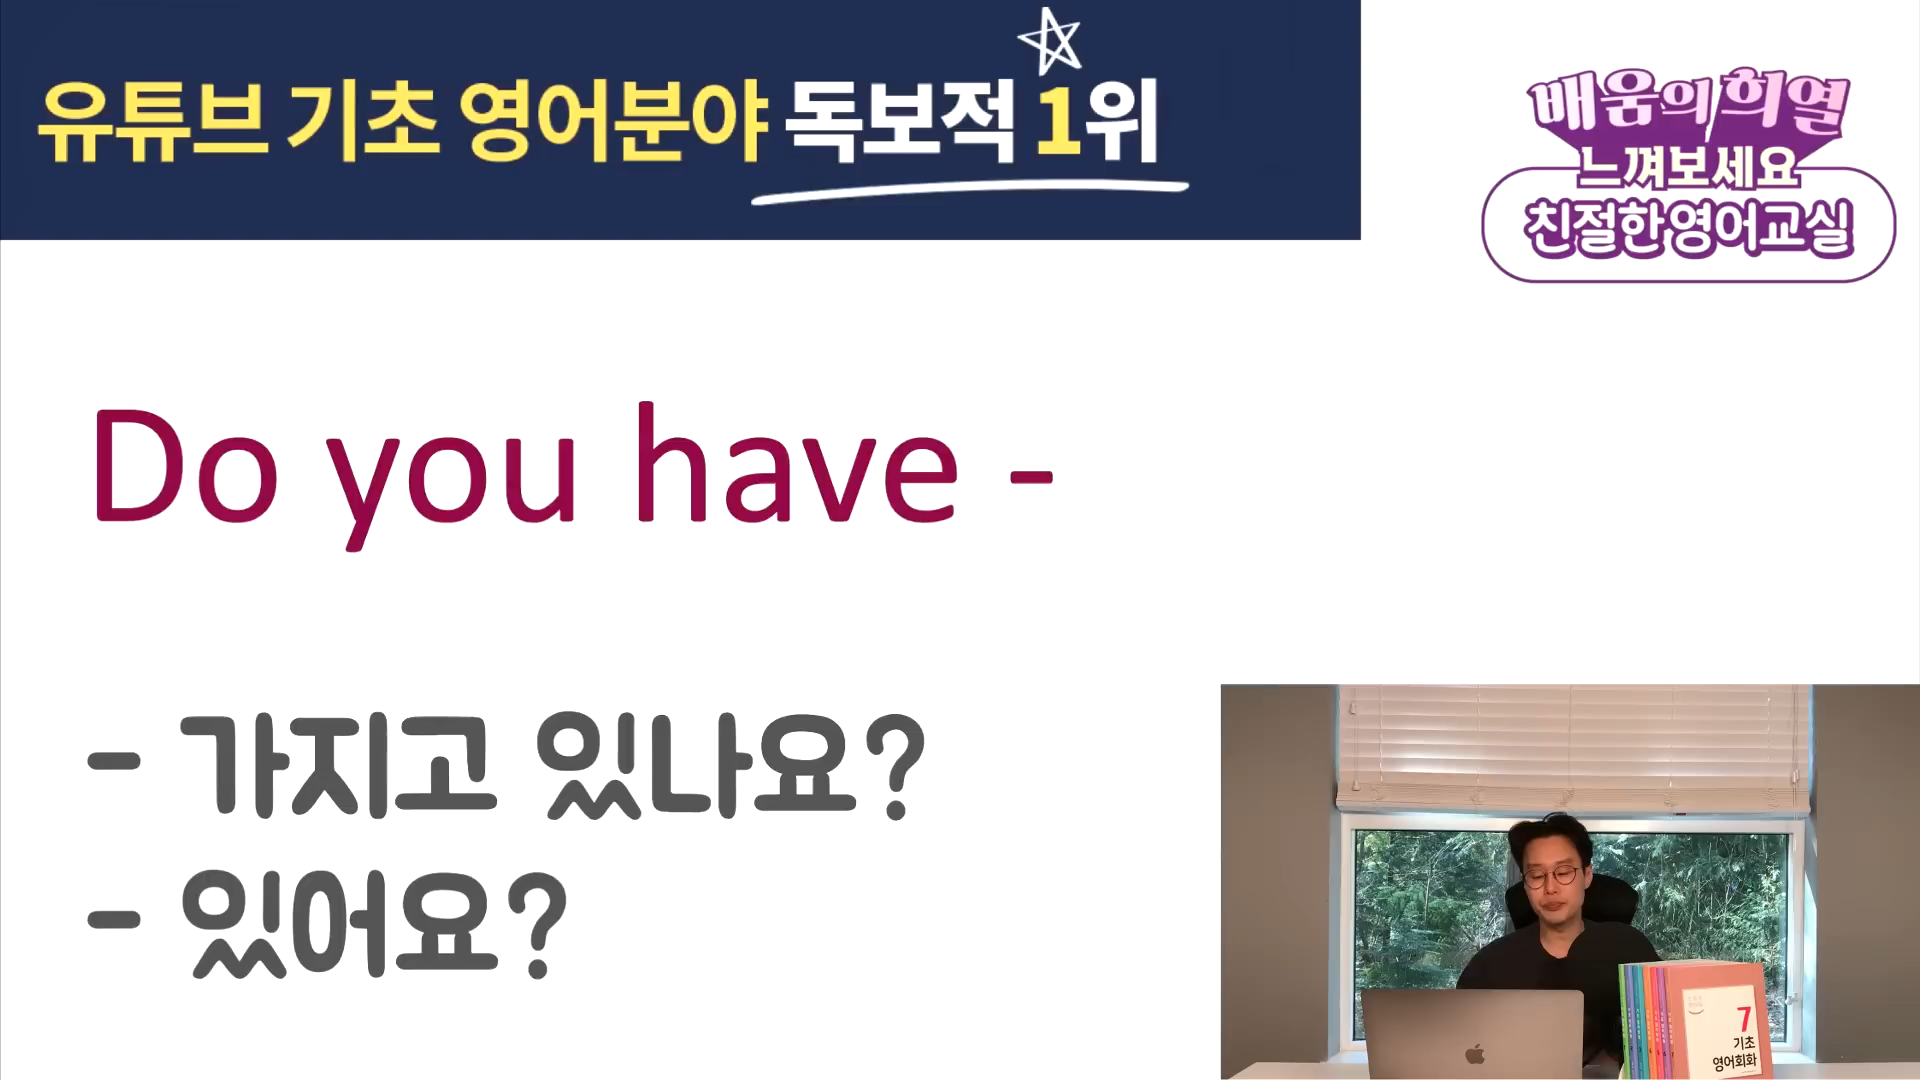 유튜브 기초 영어분야 독보적 1위
배움의 희열
느껴보세요
친절한영어교실
Do you have -
- 가지고 있나요?
- 있어요?
7
기초
영어회화